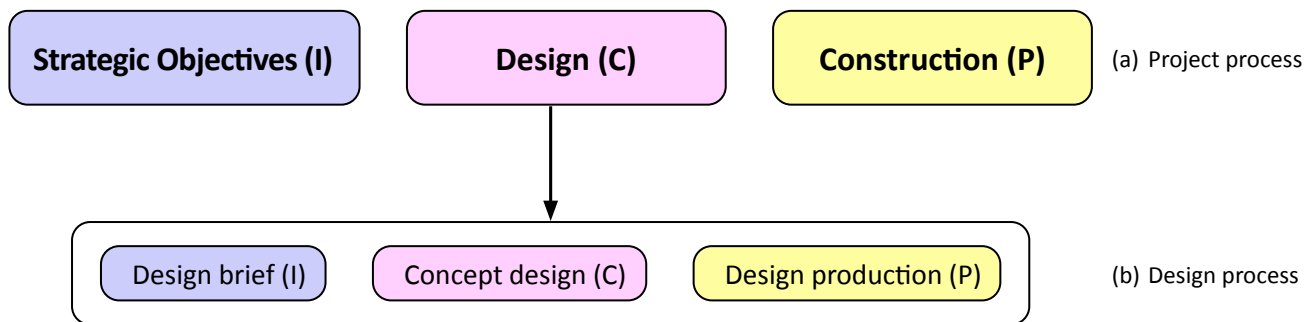 Strategic Objectives (I)
Design (C)
Construction (P)
(a) Project process
Design brief (I)
Concept design (C)
Design production (P)
(b) Design process